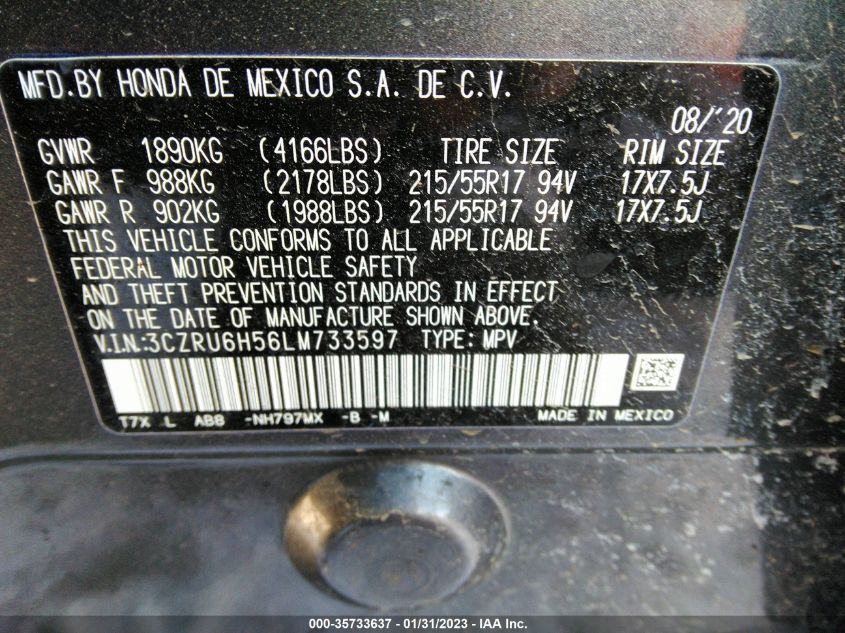 MFD.BY HONDA DE MEXICO S.A. DE C.V.
08/'20
GVWR 1890KG (4166LBS) TIRE SIZE RIM SIZE
GAWR F 988KG (2178LBS) 215/55R17 94V 17X7.5J
GAWR R 902KG (1988LBS) 215/55R17 94V 17X7.5J
THIS VEHICLE CONFORMS TO ALL APPLICABLE
FEDERAL MOTOR VEHICLE SAFETY
AND THEFT PREVENTION STANDARDS IN EFFECT
ON THE DATE OF MANUFACTURE SHOWN ABOVE.
V.I.N.:3CZRU6H56LM733597 TYPE: MPV
T7X L AB8 -NH797MX -B -M MADE IN MEXICO
000-35733637 - 01/31/2023 - IAA Inc.